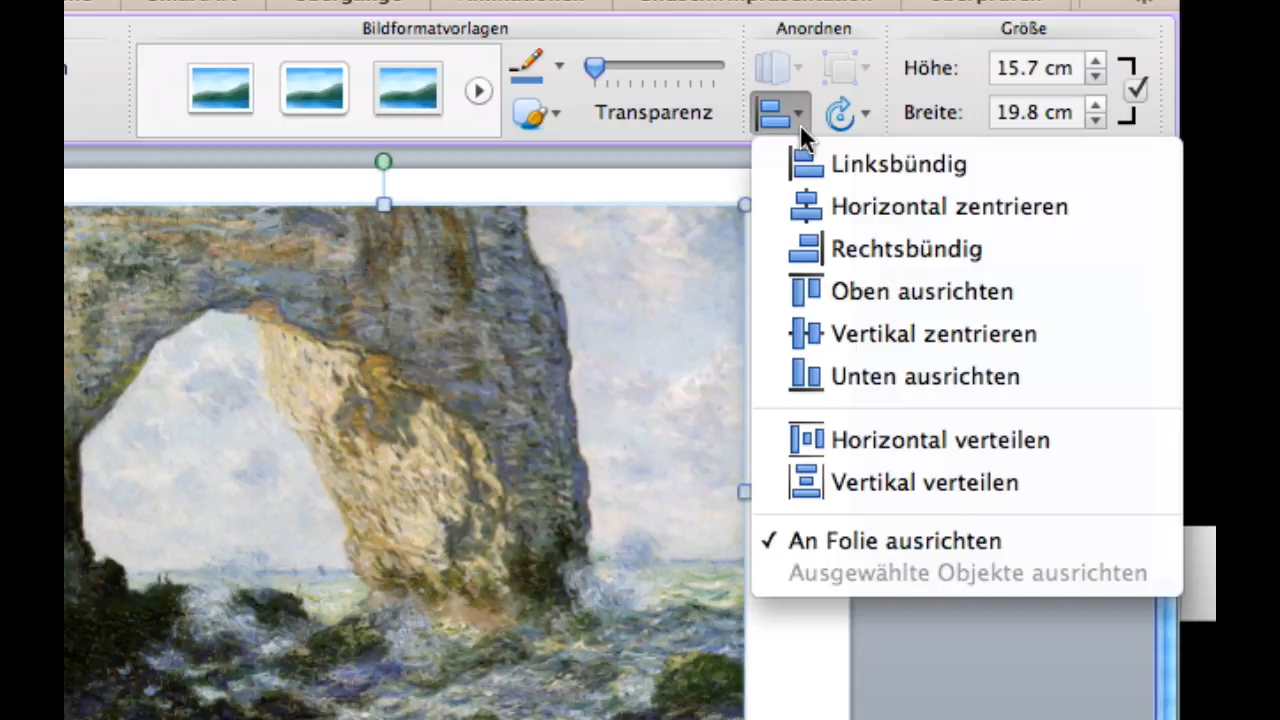 Bildformatvorlagen
Anordnen
Größe
Transparenz
Höhe:
15.7 cm
Breite:
19.8 cm
Linksbündig
Horizontal zentrieren
Rechtsbündig
Oben ausrichten
Vertikal zentrieren
Unten ausrichten
Horizontal verteilen
Vertikal verteilen
An Folie ausrichten
Ausgewählte Objekte ausrichten